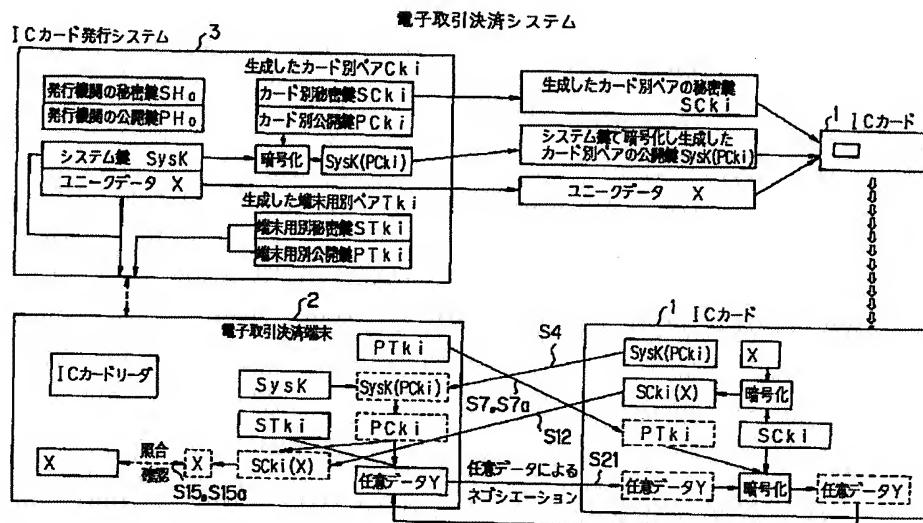 電子取引決済システム
ICカード発行システム
3
生成したカード別ペアCki
発行機関の秘密鍵SHo
発行機関の公開鍵PHo
カード別秘密鍵SCki
カード別公開鍵PCki
システム鍵 SysK
ユニークデータ X
暗号化
SysK(PCki)
生成した端末用別ペアTki
端末用別秘密鍵STki
端末用別公開鍵PTki
生成したカード別ペアの秘密鍵
SCki
システム鍵で暗号化し生成した
カード別ペアの公開鍵SysK(PCki)
ユニークデータ X
1
ICカード
2
電子取引決済端末
ICカードリーダ
PTki
SysK
SysK(PCki)
STki
PCki
X
照合
確認
X
SCki(X)
S15, S15a
任意データY
S4
S7, S7a
S12
任意データによる
ネゴシエーション
S21
1
ICカード
SysK(PCki)
X
SCki(X)
暗号化
PTki
SCki
任意データY
暗号化
任意データY